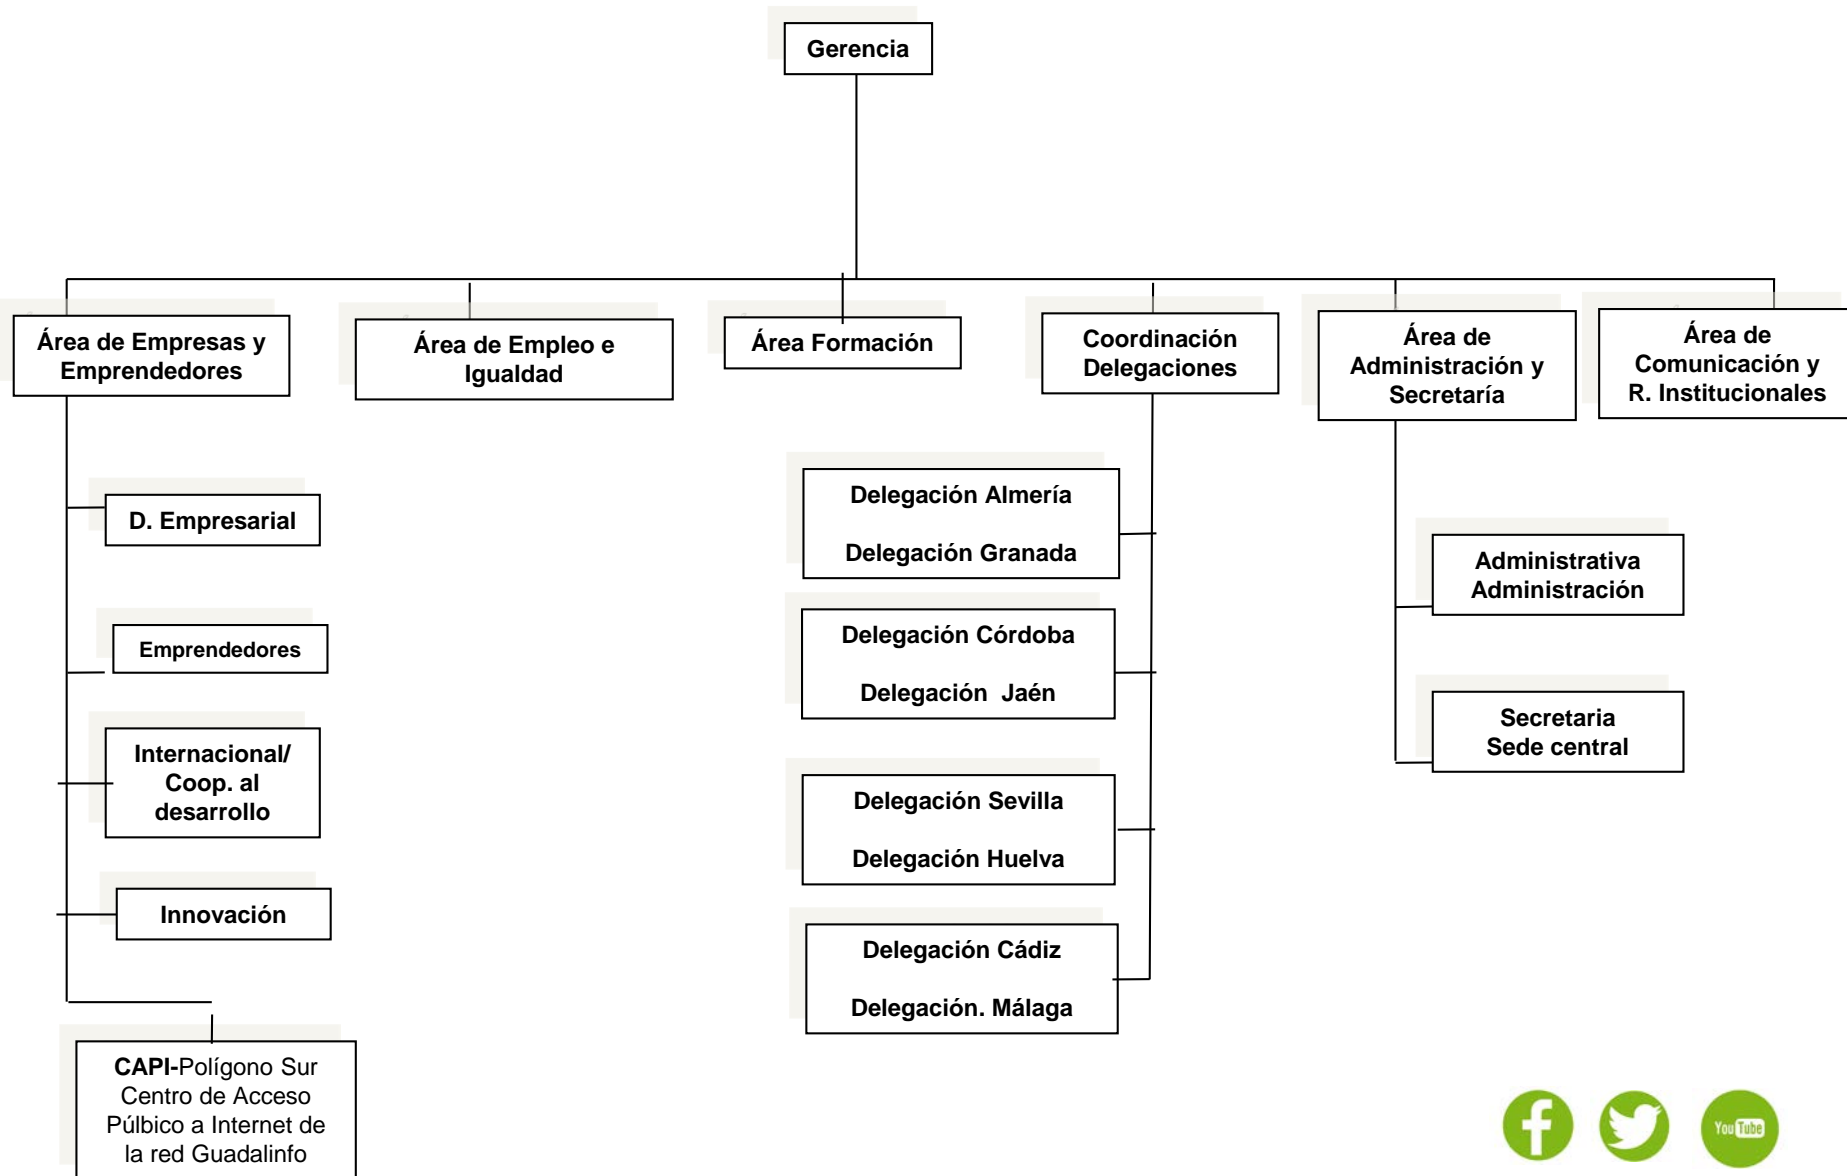 Gerencia
Área de Empresas y
Emprendedores
Área de Empleo e
Igualdad
Área Formación
Coordinación
Delegaciones
Área de
Administración y
Secretaría
Área de
Comunicación y
R. Institucionales
D. Empresarial
Emprendedores
Internacional/
Coop. al
desarrollo
Innovación
CAPI-Polígono Sur
Centro de Acceso
Púlbico a Internet de
la red Guadalinfo
Delegación Almería
Delegación Granada
Delegación Córdoba
Delegación Jaén
Delegación Sevilla
Delegación Huelva
Delegación Cádiz
Delegación. Málaga
Administrativa
Administración
Secretaria
Sede central
You Tube